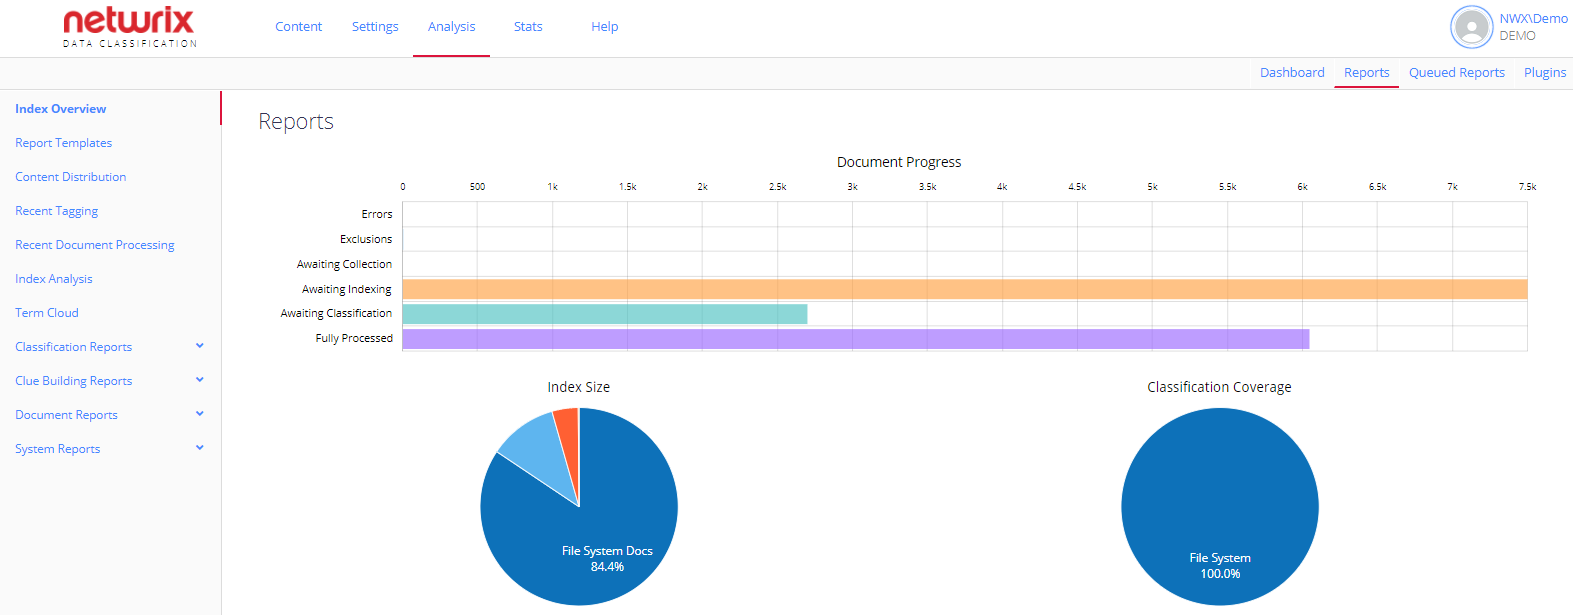 netwrix
DATA CLASSIFICATION
Content Settings Analysis Stats Help
NWX\Demo
DEMO
Dashboard Reports Queued Reports Plugins
Index Overview
Report Templates
Content Distribution
Recent Tagging
Recent Document Processing
Index Analysis
Term Cloud
Classification Reports
Clue Building Reports
Document Reports
System Reports
Reports
Document Progress
0 500 1k 1.5k 2k 2.5k 3k 3.5k 4k 4.5k 5k 5.5k 6k 6.5k 7k 7.5k
Errors
Exclusions
Awaiting Collection
Awaiting Indexing
Awaiting Classification
Fully Processed
Index Size
File System Docs
84.4%
Classification Coverage
File System
100.0%